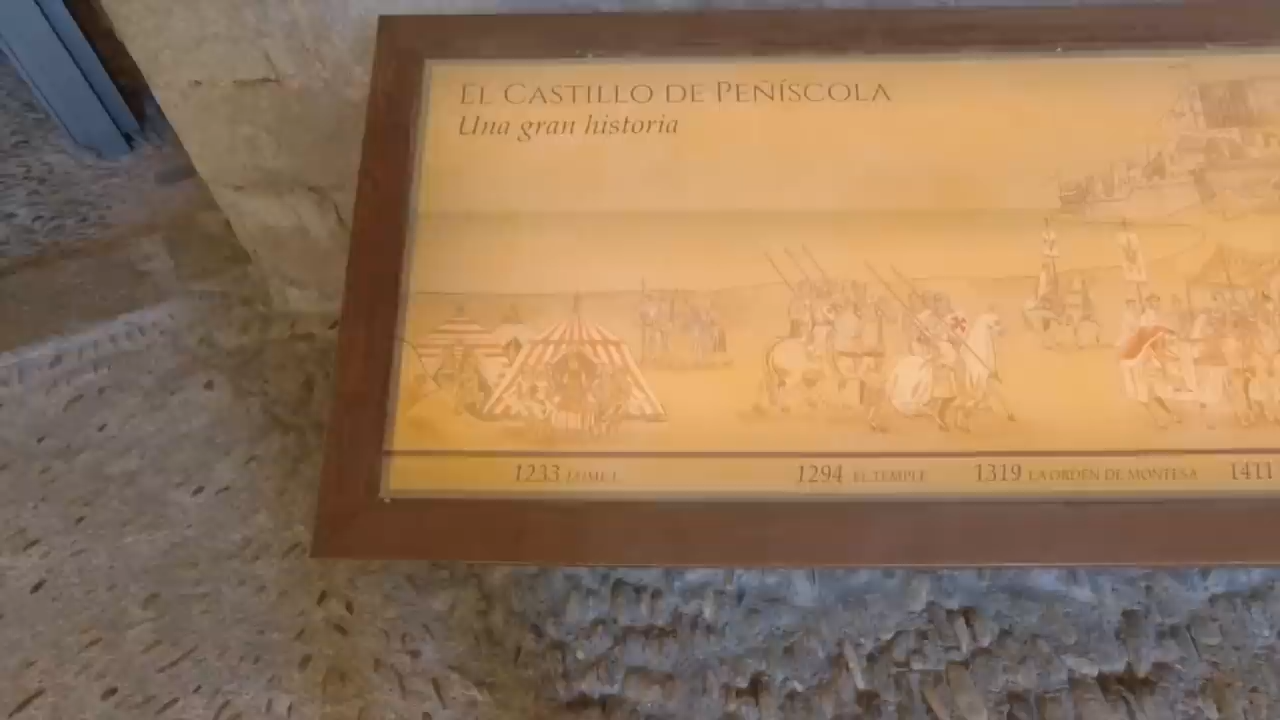 EL CASTILLO DE PEÑÍSCOLA
Una gran historia
1233 JAIME I
1294 EL TEMPLE
1319 LA ORDEN DE MONTESA
1411